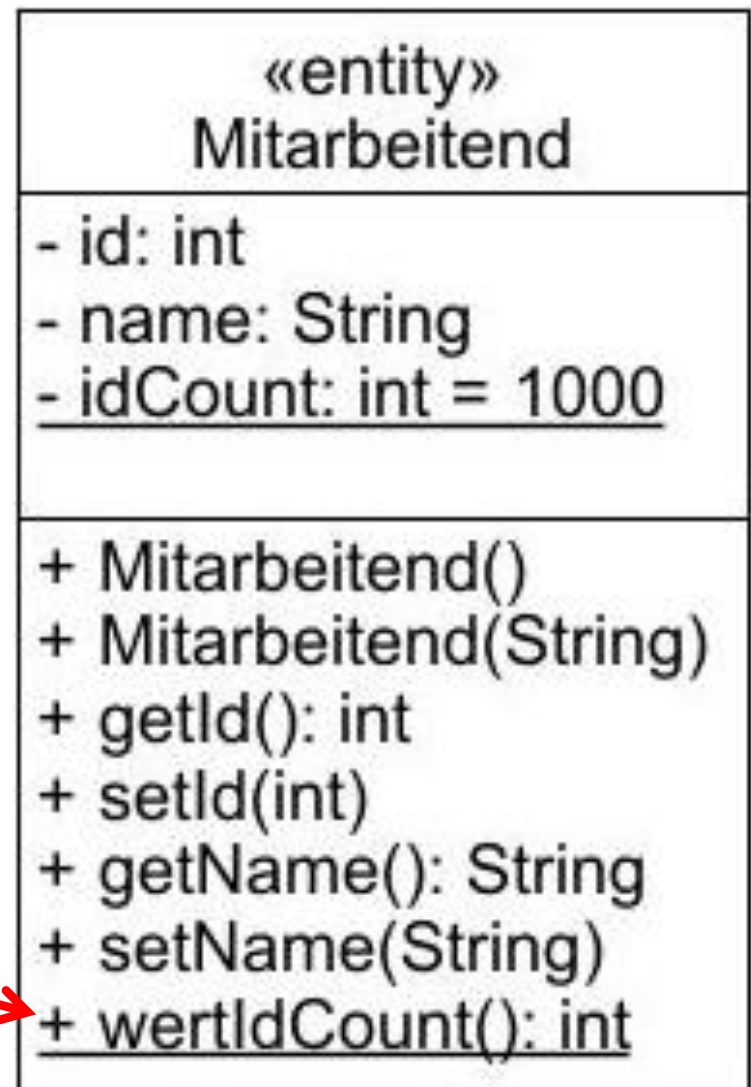 «entity»
Mitarbeitend
- id: int
- name: String
- idCount: int = 1000
+ Mitarbeitend()
+ Mitarbeitend(String)
+ getId(): int
+ setId(int)
+ getName(): String
+ setName(String)
+ wertIdCount(): int